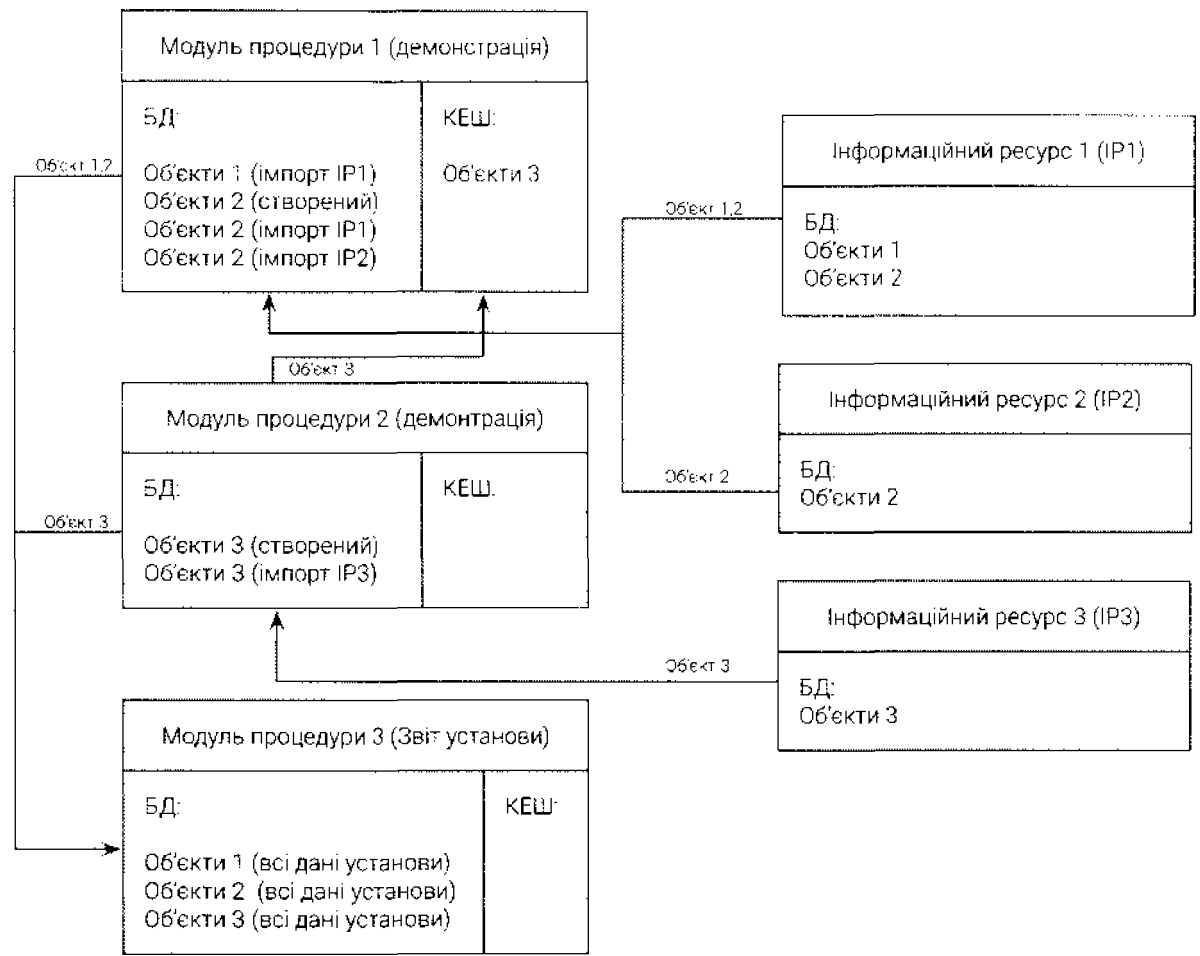 Модуль процедури 1 (демонстрація)
БД:
КЕШ:
Об'єкти 1 (імпорт ІР1)
Об'єкти 2 (створений)
Об'єкти 2 (імпорт ІР1)
Об'єкти 2 (імпорт ІР2)
Об'єкти 3
Об'єкт 1,2
Інформаційний ресурс 1 (ІР1)
БД:
Об'єкти 1
Об'єкти 2
Об'єкт 1,2
Об'єкт 3
Модуль процедури 2 (демонтрація)
БД:
КЕШ:
Об'єкти 3 (створений)
Об'єкти 3 (імпорт ІР3)
Об'єкт 3
Інформаційний ресурс 2 (ІР2)
БД:
Об'єкти 2
Об'єкт 2
Інформаційний ресурс 3 (ІР3)
БД:
Об'єкти 3
Об'єкт 3
Модуль процедури 3 (Звіт установи)
БД:
КЕШ:
Об'єкти 1 (всі дані установи)
Об'єкти 2 (всі дані установи)
Об'єкти 3 (всі дані установи)